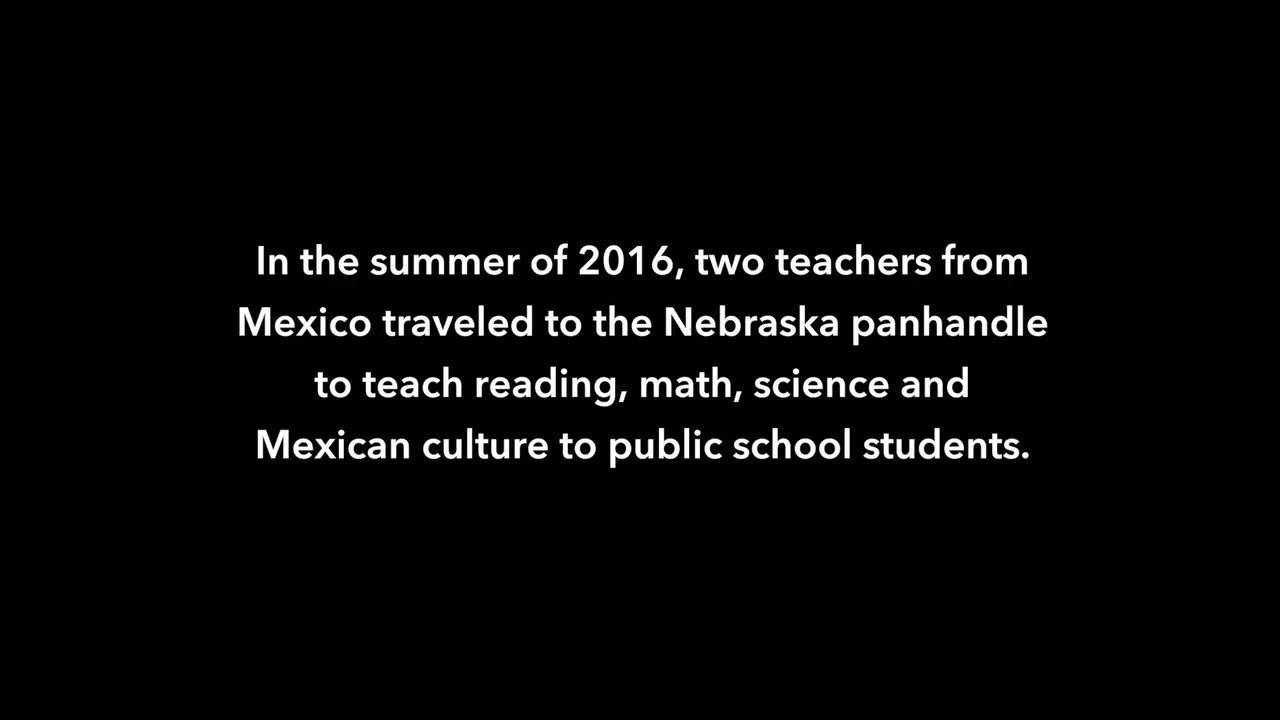 In the summer of 2016, two teachers from
Mexico traveled to the Nebraska panhandle
to teach reading, math, science and
Mexican culture to public school students.